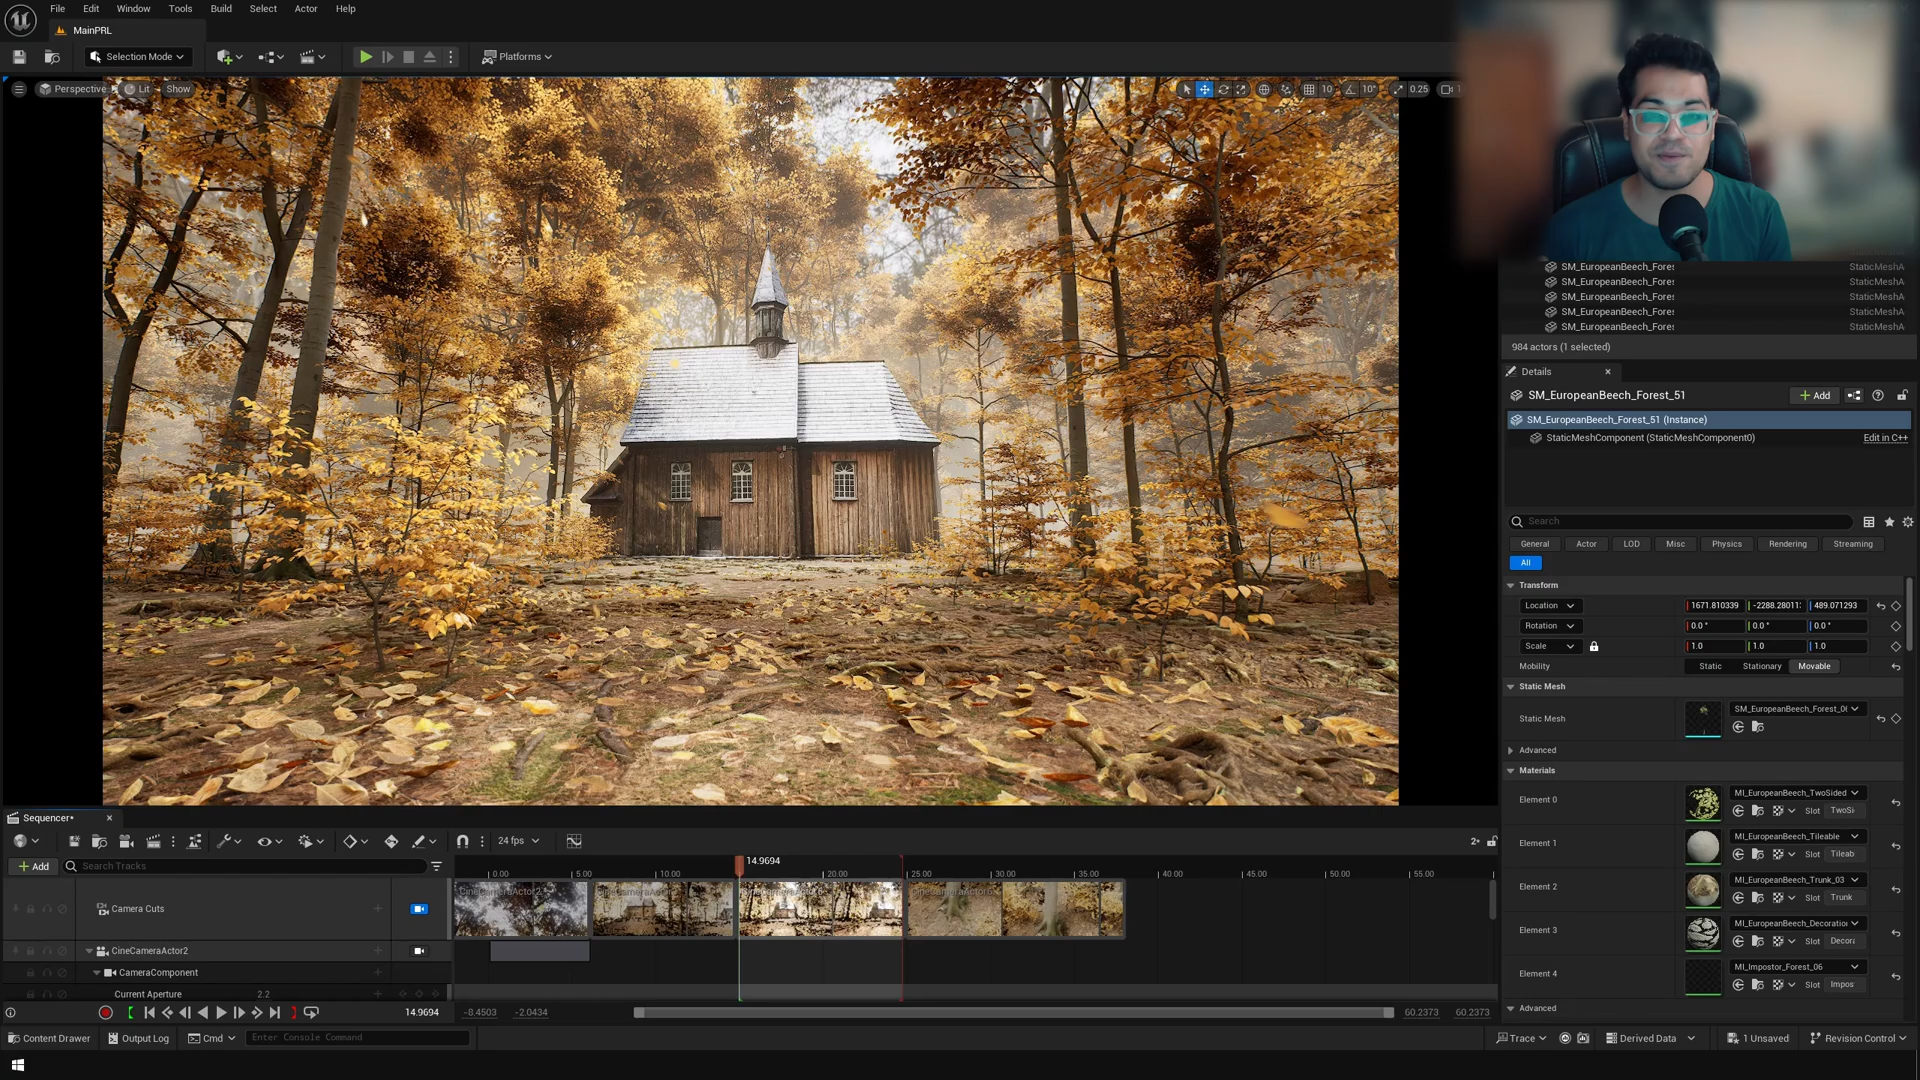 File Edit Window Tools Build Select Actor Help
MainPRL
Selection Mode
Platforms
Perspective Lit Show
10 10° 0.25 1
SM_EuropeanBeech_Fores StaticMeshA
SM_EuropeanBeech_Fores StaticMeshA
SM_EuropeanBeech_Fores StaticMeshA
SM_EuropeanBeech_Fores StaticMeshA
SM_EuropeanBeech_Fores StaticMeshA
984 actors (1 selected)
Details
SM_EuropeanBeech_Forest_51
+ Add
SM_EuropeanBeech_Forest_51 (Instance)
StaticMeshComponent (StaticMeshComponent0) Edit in C++
Search
General Actor LOD Misc Physics Rendering Streaming
All
Transform
Location 1671.810339 -2288.28011: 489.071293
Rotation 0.0 ° 0.0 ° 0.0 °
Scale 1.0 1.0 1.0
Mobility Static Stationary Movable
Static Mesh
Static Mesh SM_EuropeanBeech_Forest_0(
Advanced
Materials
Element 0 MI_EuropeanBeech_TwoSided
Slot TwoSi
Element 1 MI_EuropeanBeech_Tileable
Slot Tileab
Element 2 MI_EuropeanBeech_Trunk_03
Slot Trunk
Element 3 MI_EuropeanBeech_Decoratio
Slot Decora
Element 4 MI_Impostor_Forest_06
Slot Impos
Advanced
Sequencer*
24 fps
2+
+ Add Search Tracks
14.9694
0.00 5.00 10.00 20.00 25.00 30.00 35.00 40.00 45.00 50.00 55.00
Camera Cuts
CineCameraActor2
CameraComponent
Current Aperture 2.2
14.9694 -8.4503 -2.0434 60.2373 60.2373
Content Drawer Output Log Cmd Enter Console Command
Trace Derived Data 1 Unsaved Revision Control